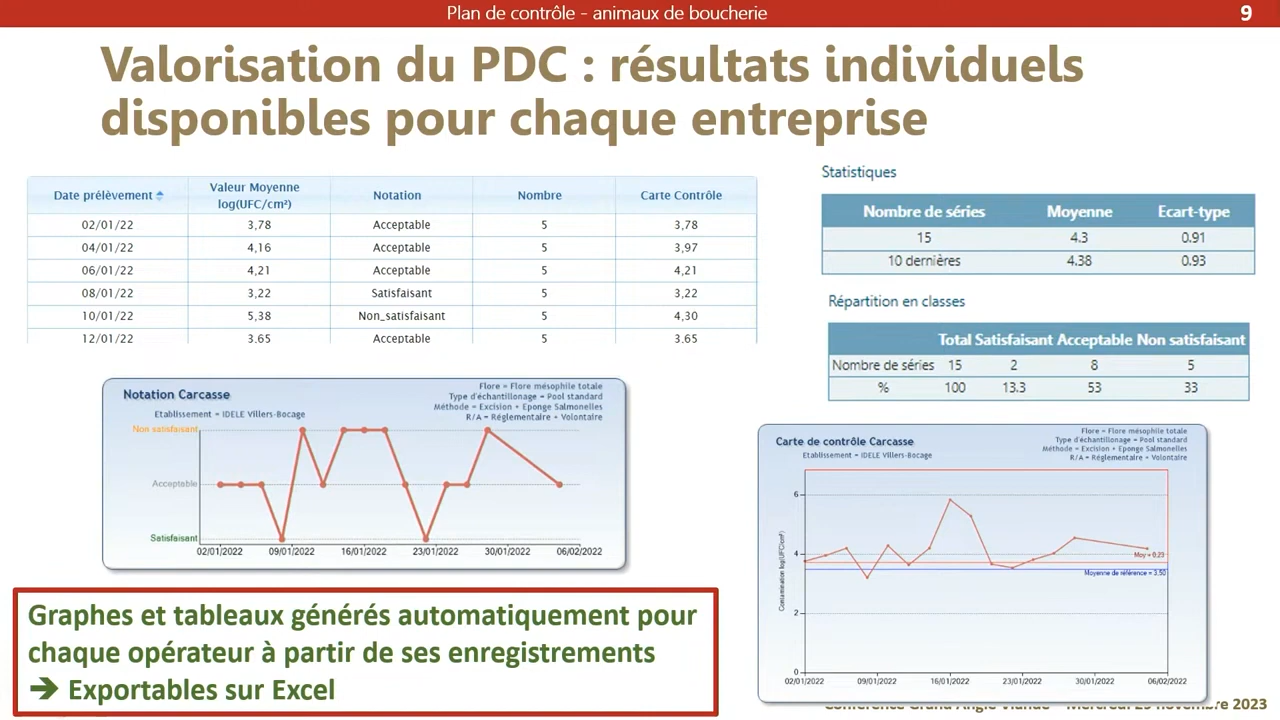 Plan de contrôle - animaux de boucherie
9
Valorisation du PDC : résultats individuels
disponibles pour chaque entreprise
Date prélèvement Valeur Moyenne log(UFC/cm²) Notation Nombre Carte Contrôle
02/01/22 3,78 Acceptable 5 3,78
04/01/22 4,16 Acceptable 5 3,97
06/01/22 4,21 Acceptable 5 4,21
08/01/22 3,22 Satisfaisant 5 3,22
10/01/22 5,38 Non_satisfaisant 5 4,30
12/01/22 3.65 Acceptable 5 3.65
Statistiques
Nombre de séries Moyenne Ecart-type
15 4.3 0.91
10 dernières 4.38 0.93
Répartition en classes
Total Satisfaisant Acceptable Non satisfaisant
Nombre de séries 15 2 8 5
% 100 13.3 53 33
Notation Carcasse
Etablissement = IDELE Villers-Bocage
Flore = Flore mésophile totale
Type d'échantillonage = Pool standard
Méthode = Excision + Eponge Salmonelles
R/A = Réglementaire + Volontaire
Non satisfaisant
Acceptable
Satisfaisant
02/01/2022 09/01/2022 16/01/2022 23/01/2022 30/01/2022 06/02/2022
Carte de contrôle Carcasse
Etablissement = IDELE Villers-Bocage
Flore = Flore mésophile totale
Type d'échantillonage = Pool standard
Méthode = Excision + Eponge Salmonelles
R/A = Réglementaire + Volontaire
Contamination log(UFC/cm²)
6
4
2
0
Moy + 0,23
Moyenne de référence = 3,50
02/01/2022 09/01/2022 16/01/2022 23/01/2022 30/01/2022 06/02/2022
Graphes et tableaux générés automatiquement pour
chaque opérateur à partir de ses enregistrements
➔ Exportables sur Excel
Conférence Grand Angle Viande - Mercredi 29 novembre 2023